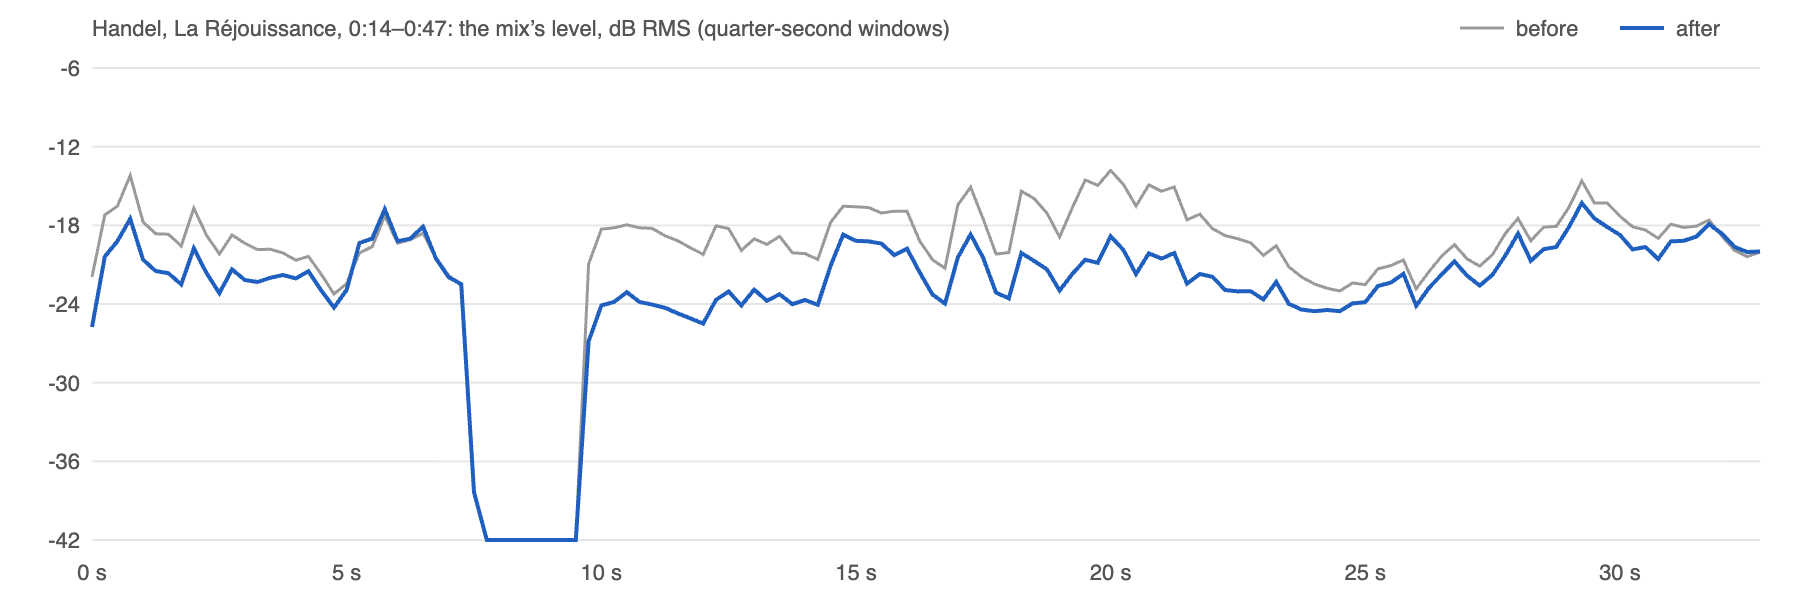 Handel, La Réjouissance, 0:14–0:47: the mix’s level, dB RMS (quarter-second windows)
before
after
-6
-12
-18
-24
-30
-36
-42
0 s
5 s
10 s
15 s
20 s
25 s
30 s